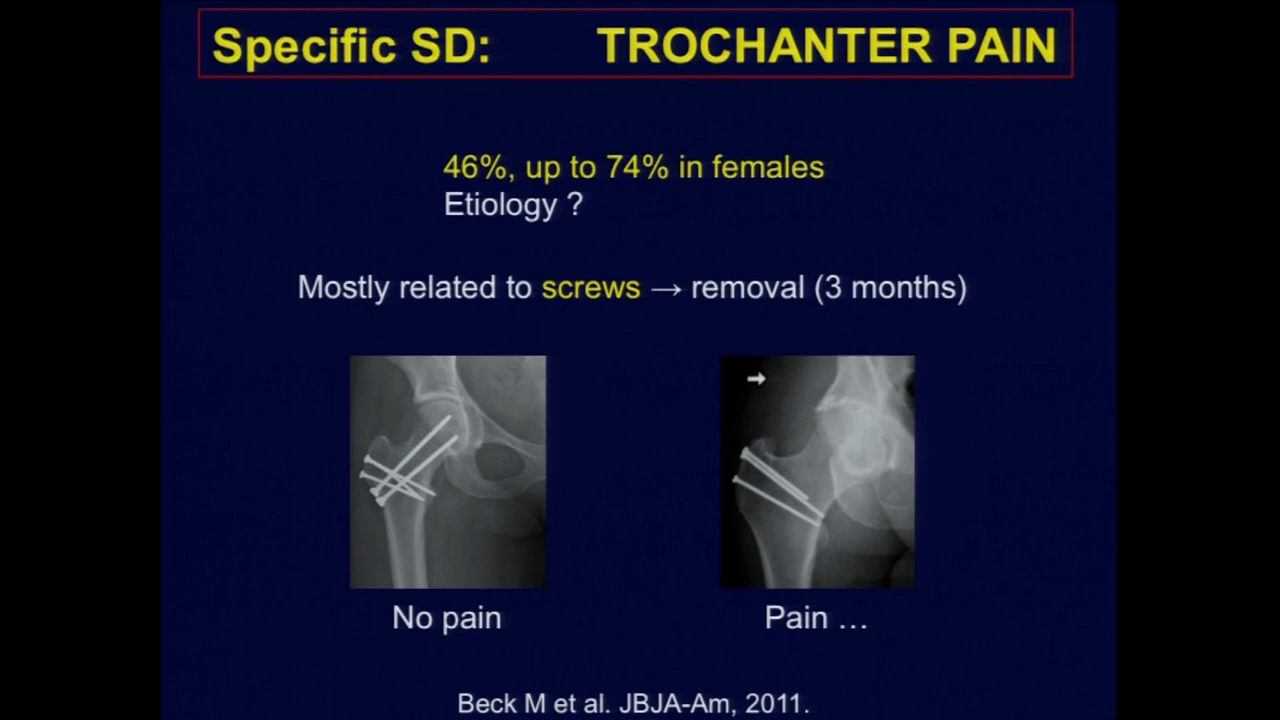 Specific SD: TROCHANTER PAIN
46%, up to 74% in females
Etiology ?
Mostly related to screws → removal (3 months)
No pain
Pain …
Beck M et al. JBJA-Am, 2011.